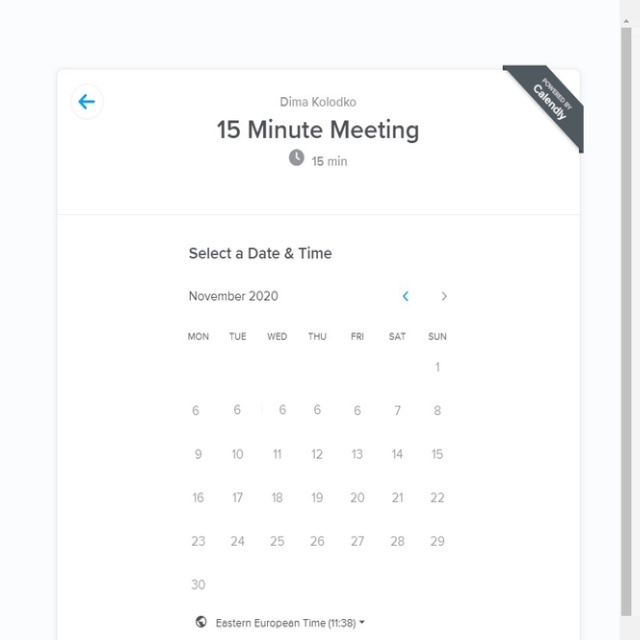 POWERED BY
Calendly
Dima Kolodko
15 Minute Meeting
15 min
Select a Date & Time
November 2020
MON TUE WED THU FRI SAT SUN
1
6 6 6 6 6 7 8
9 10 11 12 13 14 15
16 17 18 19 20 21 22
23 24 25 26 27 28 29
30
Eastern European Time (11:38)